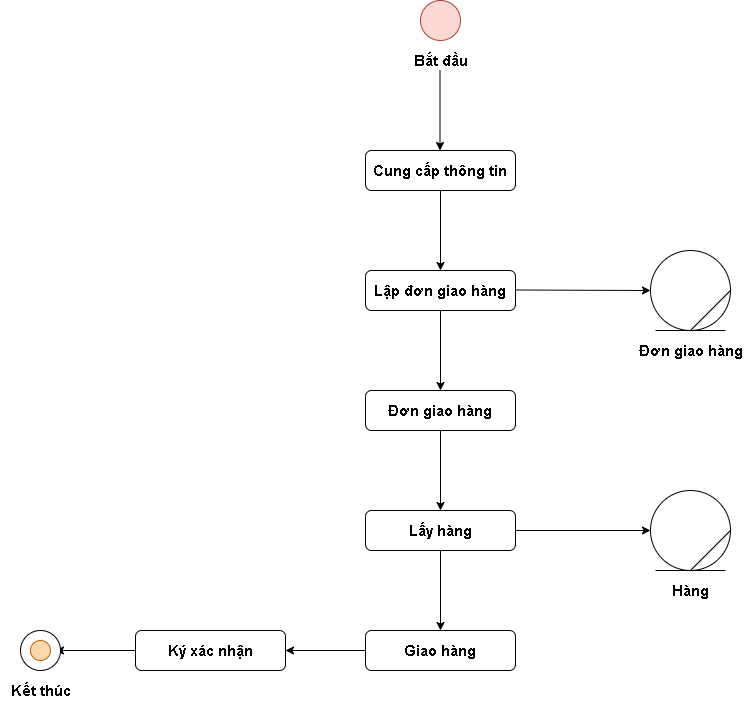 Bắt đầu
Cung cấp thông tin
Lập đơn giao hàng
Đơn giao hàng
Đơn giao hàng
Lấy hàng
Hàng
Giao hàng
Ký xác nhận
Kết thúc